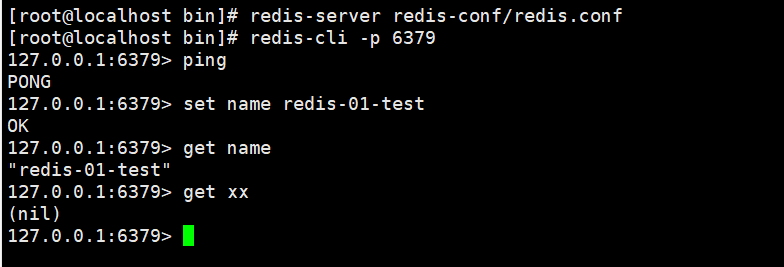 [root@localhost bin]# redis-server redis-conf/redis.conf
[root@localhost bin]# redis-cli -p 6379
127.0.0.1:6379> ping
PONG
127.0.0.1:6379> set name redis-01-test
OK
127.0.0.1:6379> get name
"redis-01-test"
127.0.0.1:6379> get xx
(nil)
127.0.0.1:6379>